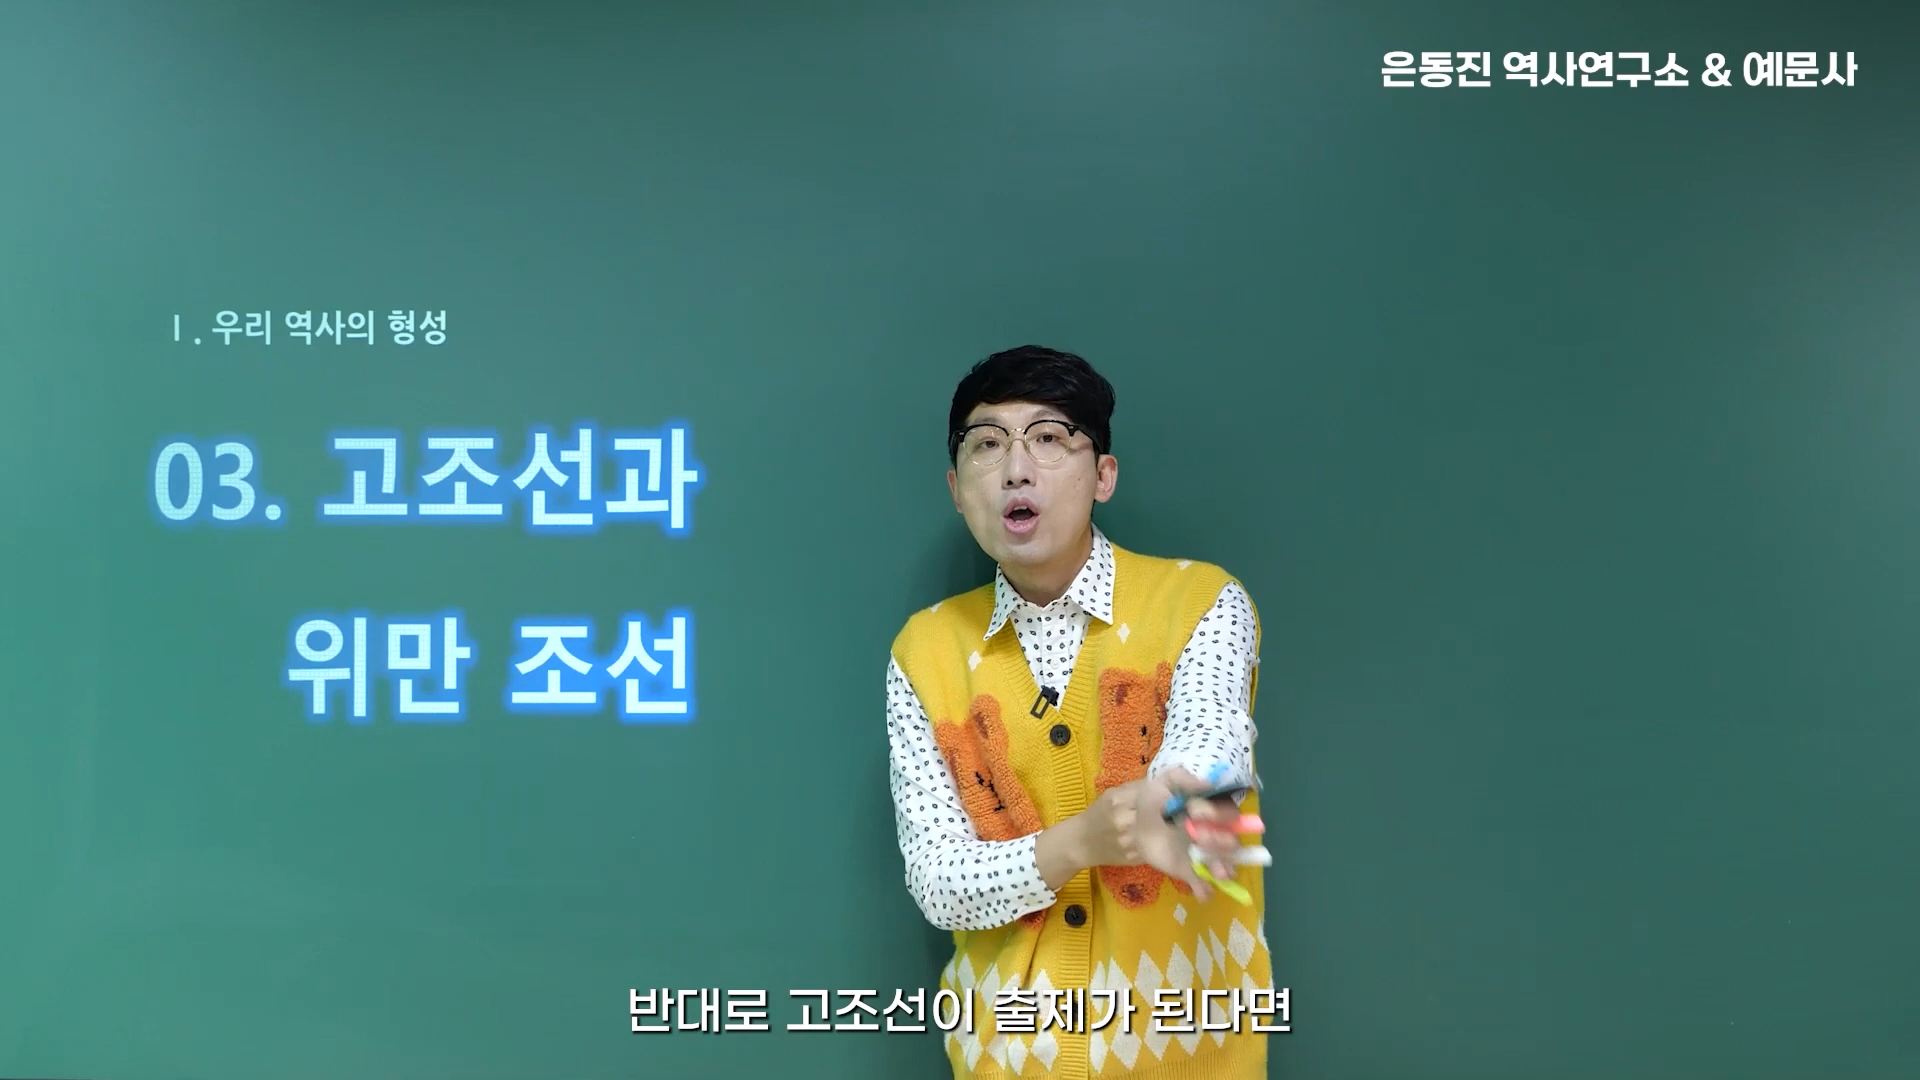 은동진 역사연구소 & 예문사
Ⅰ. 우리 역사의 형성
03. 고조선과
위만 조선
반대로 고조선이 출제가 된다면